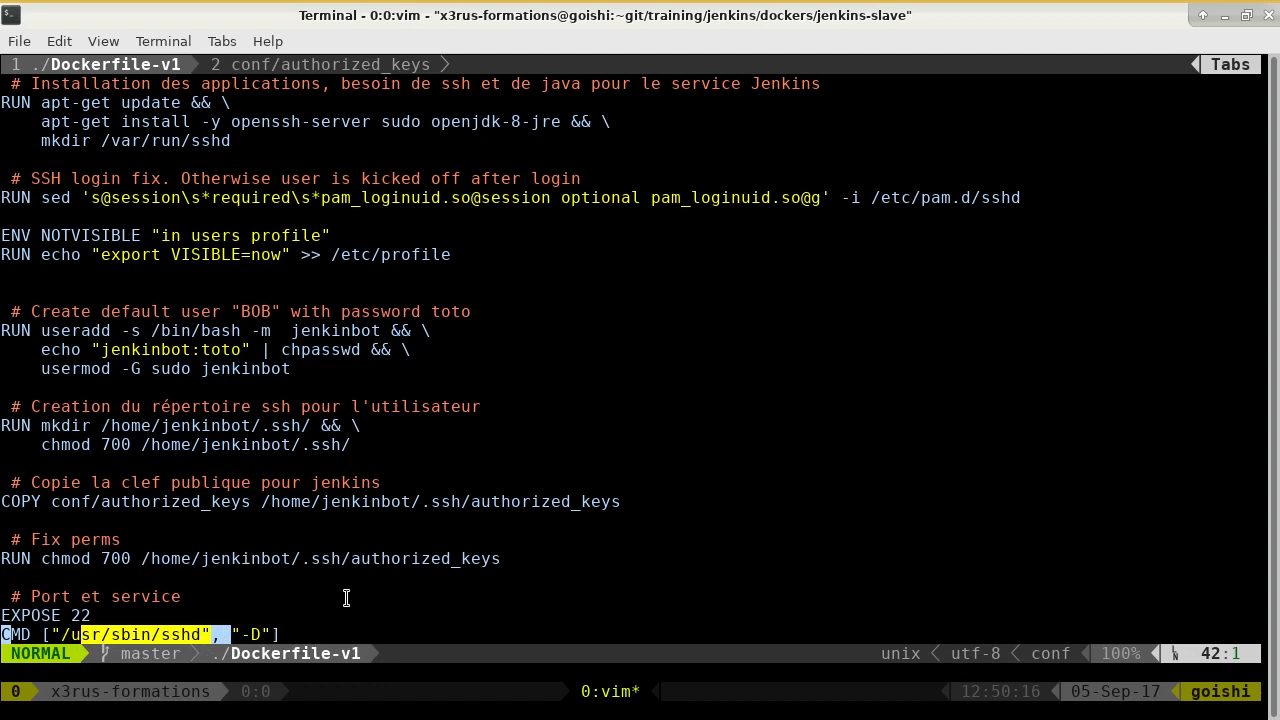 Terminal - 0:0:vim - "x3rus-formations@goishi:~git/training/jenkins/dockers/jenkins-slave"
File Edit View Terminal Tabs Help
1 ./Dockerfile-v1 2 conf/authorized_keys Tabs
# Installation des applications, besoin de ssh et de java pour le service Jenkins
RUN apt-get update && \
apt-get install -y openssh-server sudo openjdk-8-jre && \
mkdir /var/run/sshd
# SSH login fix. Otherwise user is kicked off after login
RUN sed 's@session\s*required\s*pam_loginuid.so@session optional pam_loginuid.so@g' -i /etc/pam.d/sshd
ENV NOTVISIBLE "in users profile"
RUN echo "export VISIBLE=now" >> /etc/profile
# Create default user "BOB" with password toto
RUN useradd -s /bin/bash -m  jenkinbot && \
echo "jenkinbot:toto" | chpasswd && \
usermod -G sudo jenkinbot
# Creation du répertoire ssh pour l'utilisateur
RUN mkdir /home/jenkinbot/.ssh/ && \
chmod 700 /home/jenkinbot/.ssh/
# Copie la clef publique pour jenkins
COPY conf/authorized_keys /home/jenkinbot/.ssh/authorized_keys
# Fix perms
RUN chmod 700 /home/jenkinbot/.ssh/authorized_keys
# Port et service
EXPOSE 22
CMD ["/usr/sbin/sshd", "-D"]
NORMAL master ./Dockerfile-v1 unix utf-8 conf 100% 42:1
0 x3rus-formations 0:0 0:vim* 12:50:16 05-Sep-17 goishi